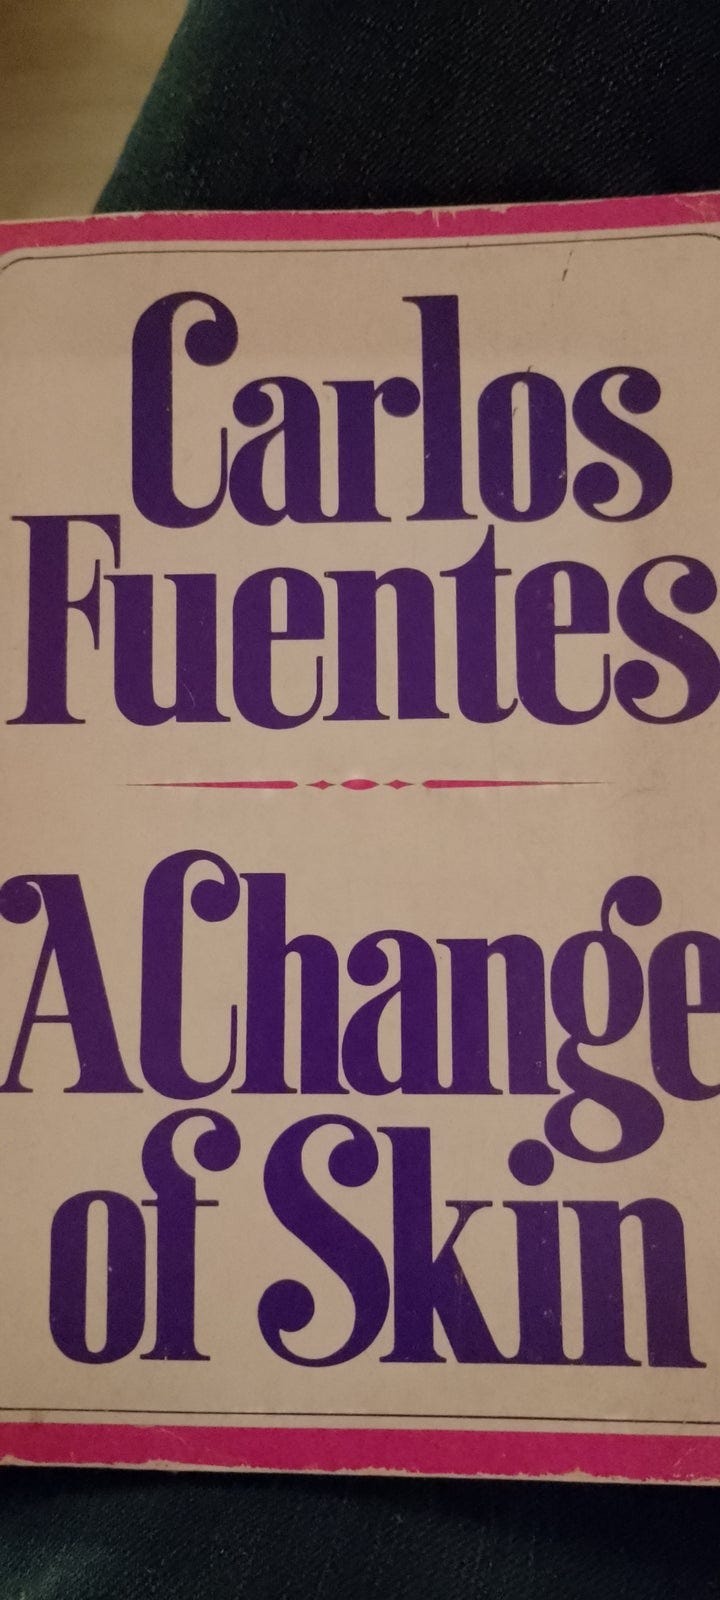 Carlos
Fuentes
A Change
of Skin